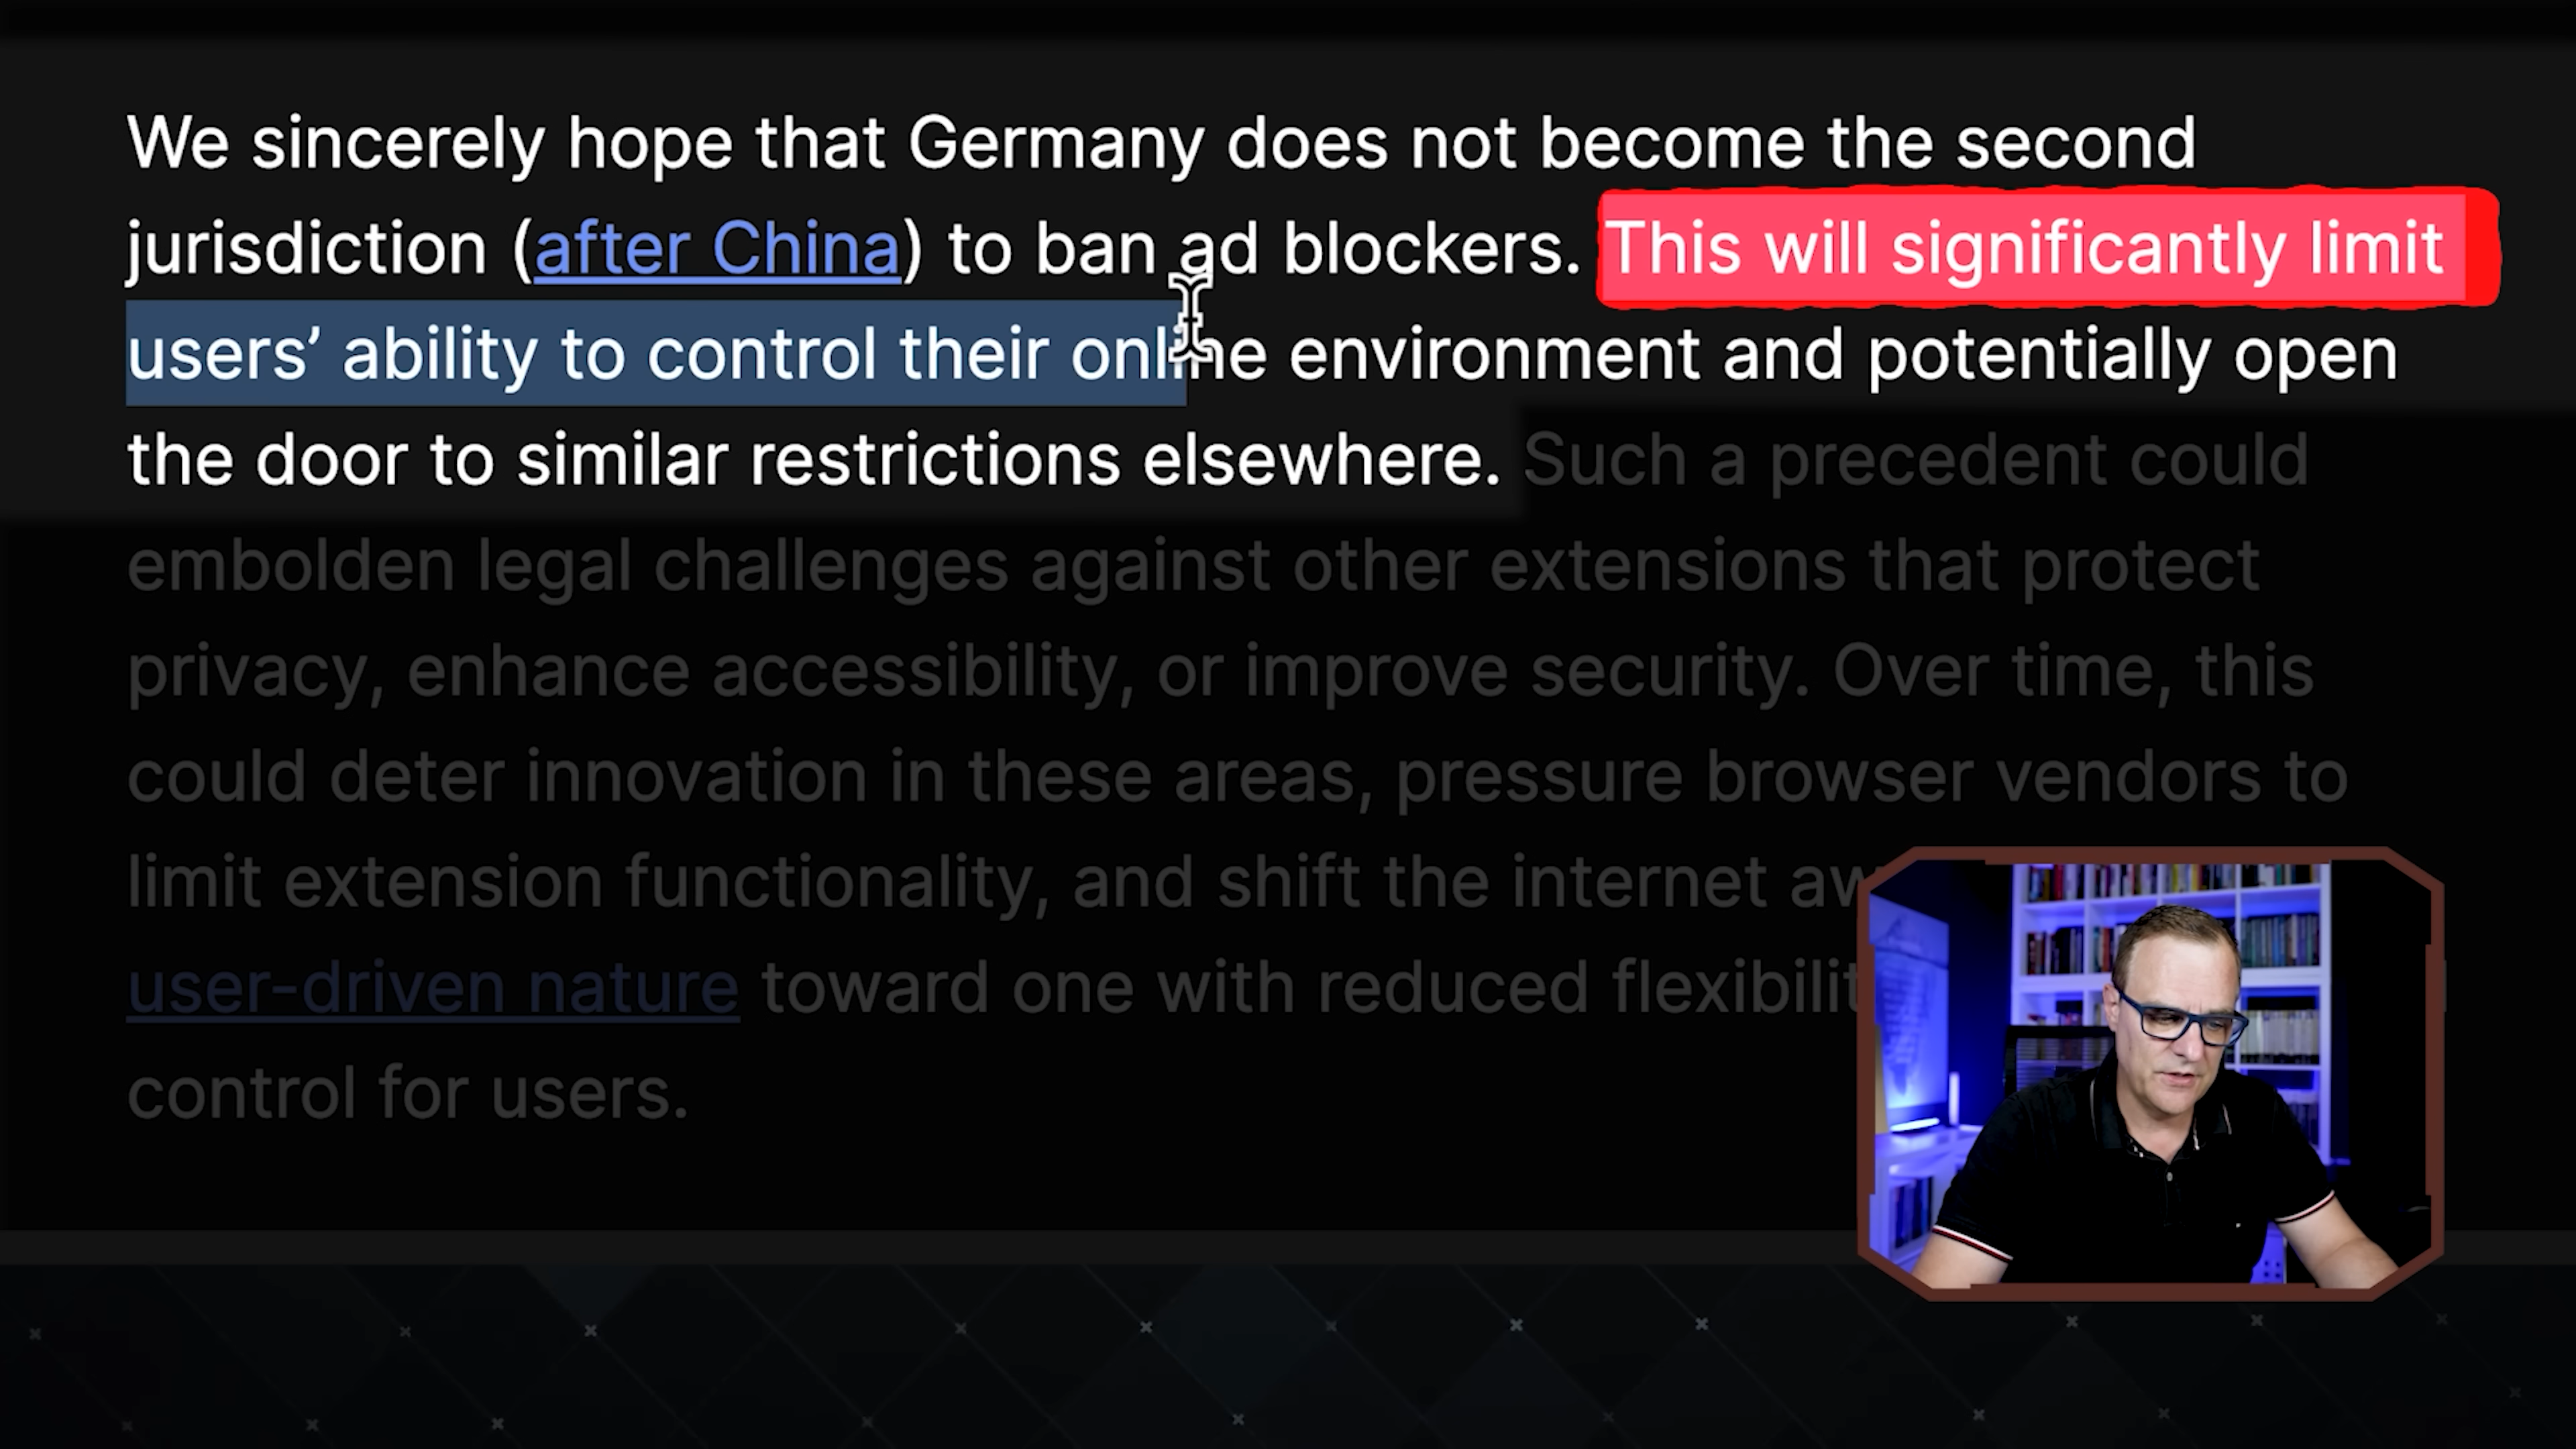 We sincerely hope that Germany does not become the second
jurisdiction (after China) to ban ad blockers. This will significantly limit
users’ ability to control their online environment and potentially open
the door to similar restrictions elsewhere. Such a precedent could
embolden legal challenges against other extensions that protect
privacy, enhance accessibility, or improve security. Over time, this
could deter innovation in these areas, pressure browser vendors to
limit extension functionality, and shift the internet
user-driven nature toward one with reduced
control for users.